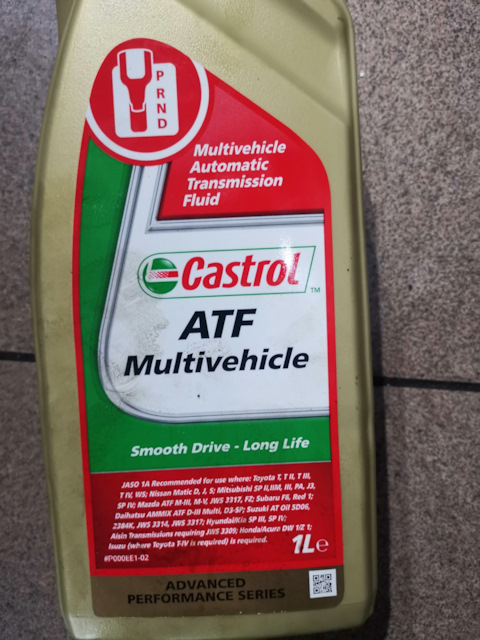 P
R
N
D
Multivehicle
Automatic
Transmission
Fluid
Castrol
TM
ATF
Multivehicle
Smooth Drive - Long Life
JASO 1A Recommended for use where: Toyota T, T II, T III,
T IV, WS; Nissan Matic D, J, S; Mitsubishi SP II,IIM, III, PA, J3,
SP IV; Mazda ATF M-III, M-V, JWS 3317, FZ; Subaru F6, Red 1;
Daihatsu AMMIX ATF D-III Multi, D3-SP; Suzuki AT Oil 5D06,
2384K, JWS 3314, JWS 3317; Hyundai/Kia SP III, SP IV;
Aisin Transmissions requiring JWS 3309; Honda/Acura DW 1/Z 1;
Isuzu (where Toyota T-IV is required) is required.
1L e
#P000EE1-02
ADVANCED
PERFORMANCE SERIES